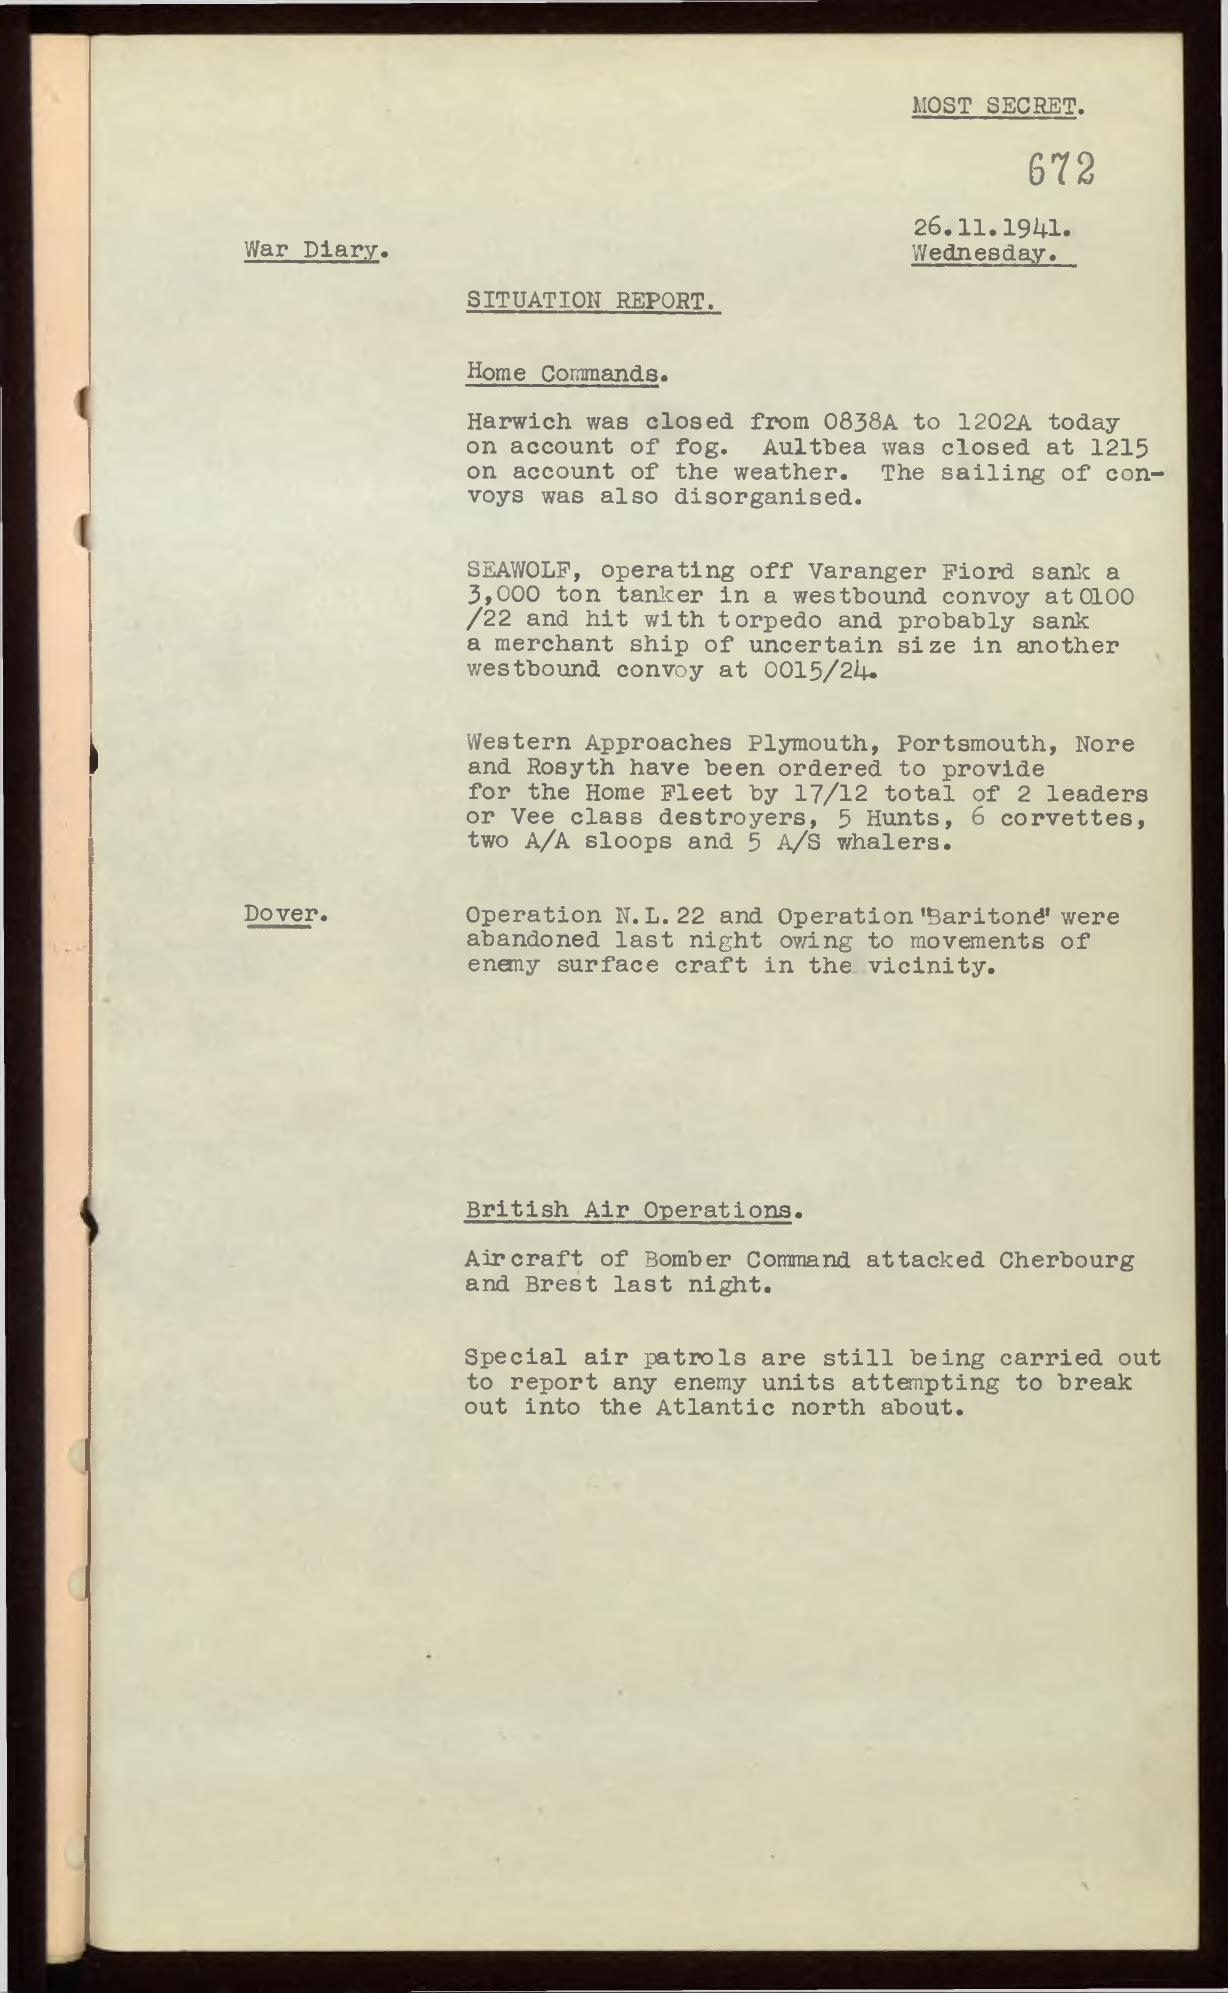 MOST SECRET.
672
26.11.1941.
War Diary.
Wednesday.
SITUATION REPORT.
Home Commands.
Harwich was closed from 0838A to 1202A today
on account of fog. Aultbea was closed at 1215
on account of the weather. The sailing of con-
voys was also disorganised.
SEAWOLF, operating off Varanger Fiord sank a
3,000 ton tanker in a westbound convoy at 0100
/22 and hit with torpedo and probably sank
a merchant ship of uncertain size in another
westbound convoy at 0015/24.
Western Approaches Plymouth, Portsmouth, Nore
and Rosyth have been ordered to provide
for the Home Fleet by 17/12 total of 2 leaders
or Vee class destroyers, 5 Hunts, 6 corvettes,
two A/A sloops and 5 A/S whalers.
Dover.
Operation N.L.22 and Operation 'Baritone' were
abandoned last night owing to movements of
enemy surface craft in the vicinity.
British Air Operations.
Aircraft of Bomber Command attacked Cherbourg
and Brest last night.
Special air patrols are still being carried out
to report any enemy units attempting to break
out into the Atlantic north about.